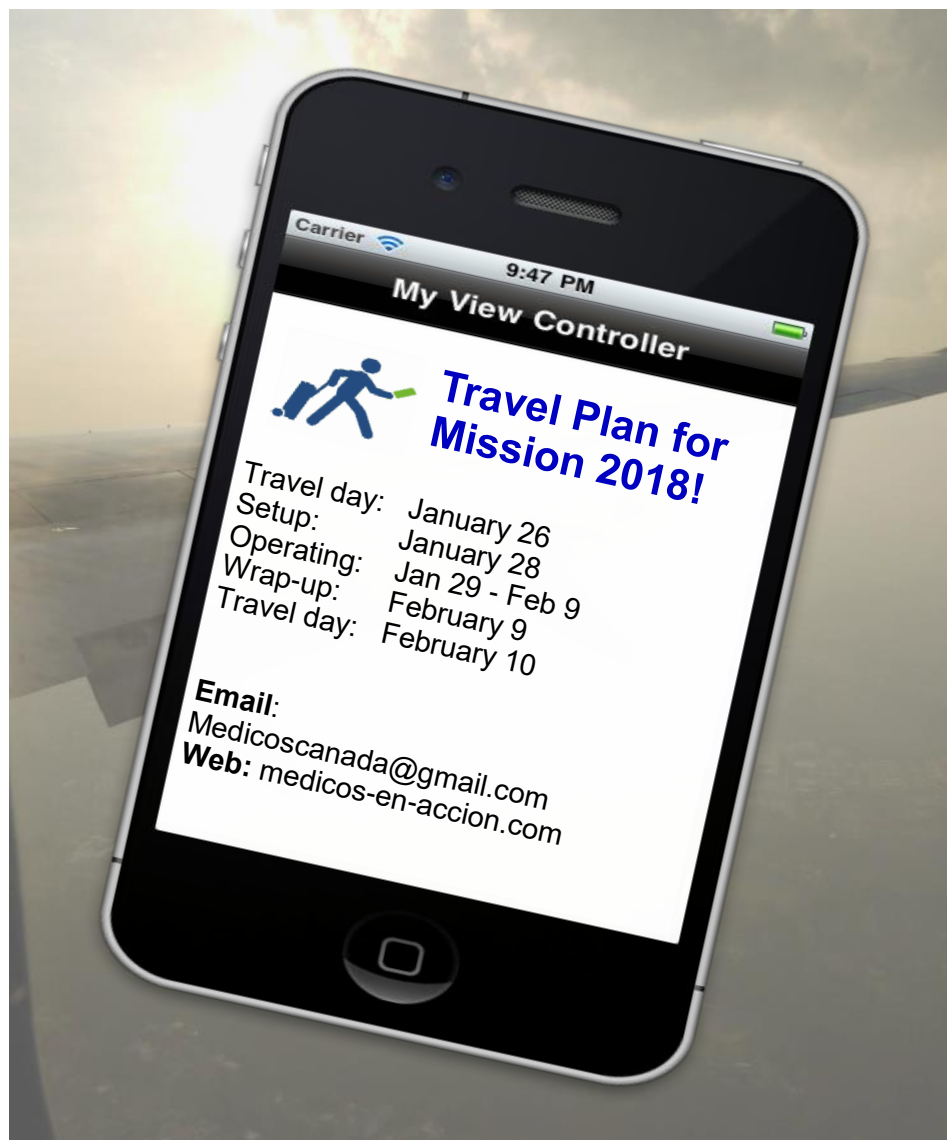 Carrier
9:47 PM
My View Controller
Travel Plan for
Mission 2018!
Travel day: January 26
Setup: January 28
Operating: Jan 29 - Feb 9
Wrap-up: February 9
Travel day: February 10
Email:
Medicoscanada@gmail.com
Web: medicos-en-accion.com